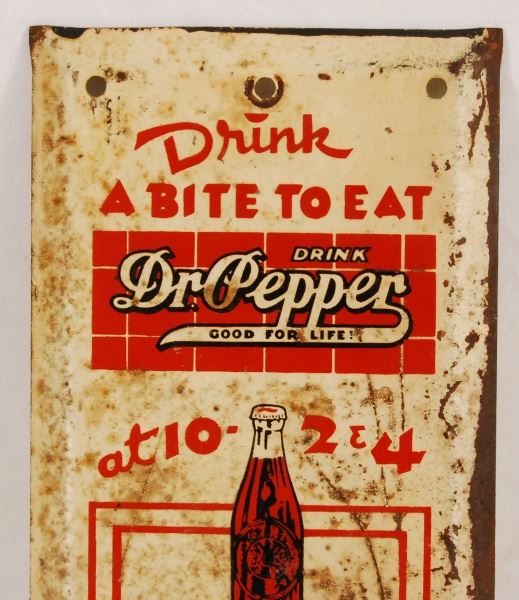 Drink
A BITE TO EAT
DRINK
Dr. Pepper
GOOD FOR LIFE!
at 10 - 2 & 4